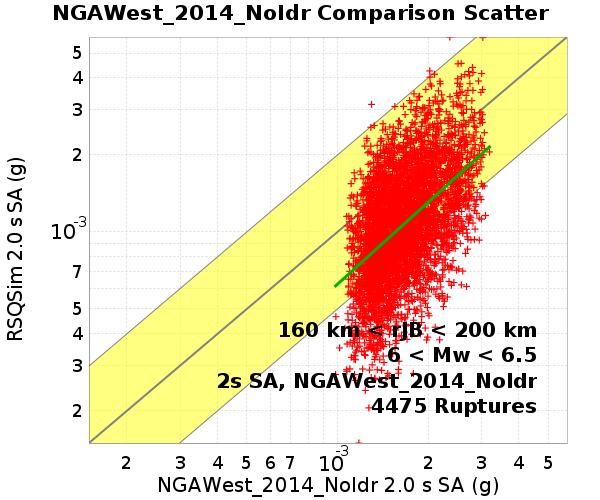 NGAWest_2014_NoIdr Comparison Scatter
5
4
3
2
10-3
7
5
4
3
2
RSQSim 2.0 s SA (g)
160 km < rJB < 200 km
6 < Mw < 6.5
2s SA, NGAWest_2014_NoIdr
4475 Ruptures
2 3 4 5 6 7 10-3 2 3 4 5
NGAWest_2014_NoIdr 2.0 s SA (g)